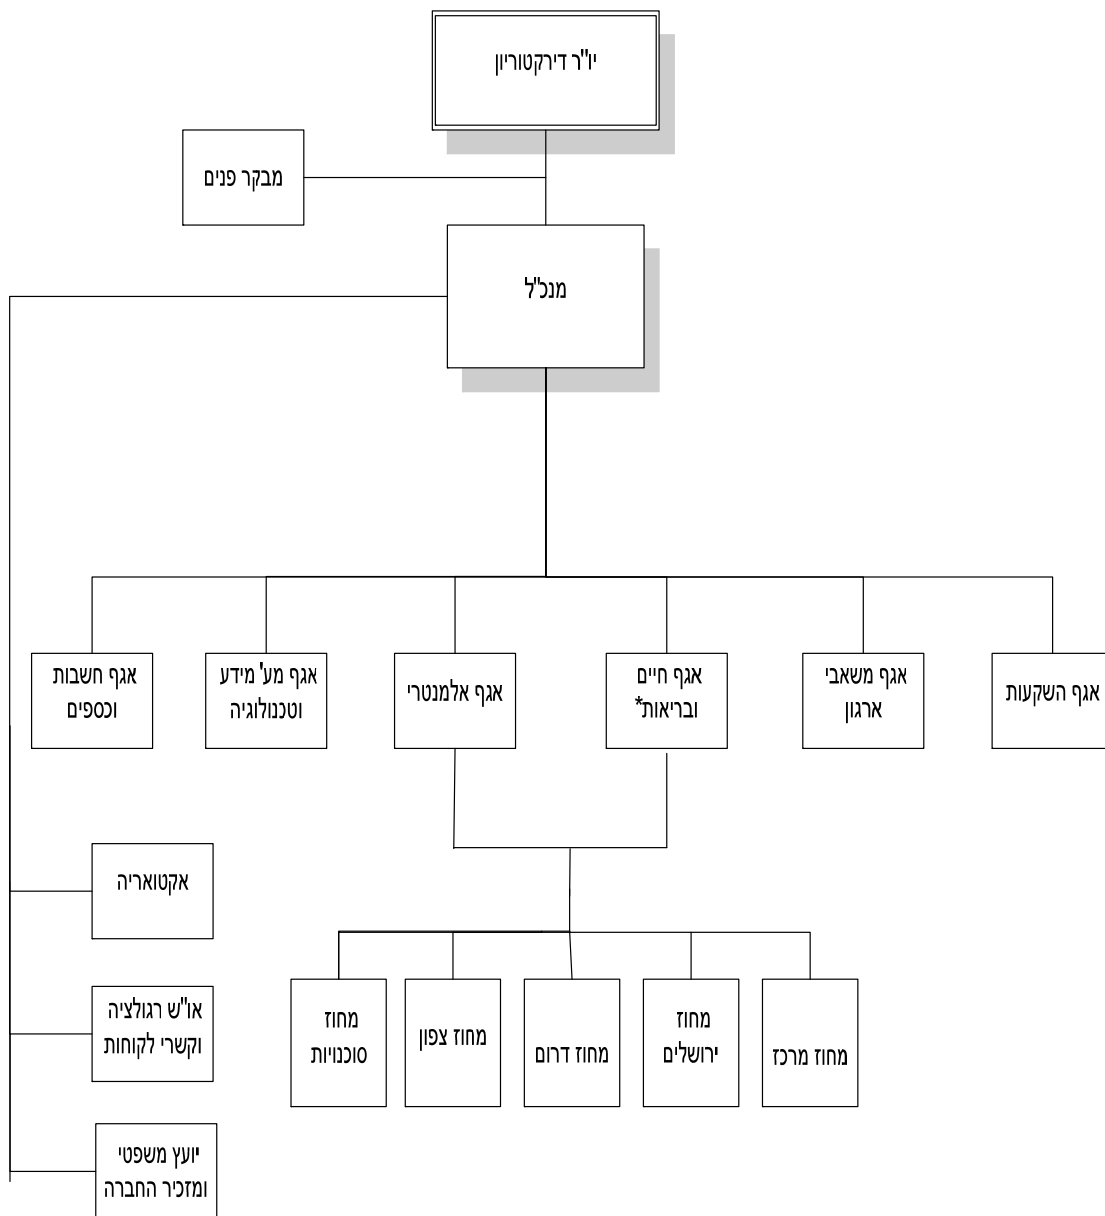 יו"ר דירקטוריון
מבקר פנים
מנכ"ל
אגף השקעות
אגף משאבי
ארגון
אגף חיים
ובריאות*
אגף אלמנטרי
אגף מע' מידע
וטכנולוגיה
אגף חשבות
וכספים
אקטואריה
או"ש רגולציה
וקשרי לקוחות
יועץ משפטי
ומזכיר החברה
מחוז מרכז
מחוז
ירושלים
מחוז דרום
מחוז צפון
מחוז
סוכנויות